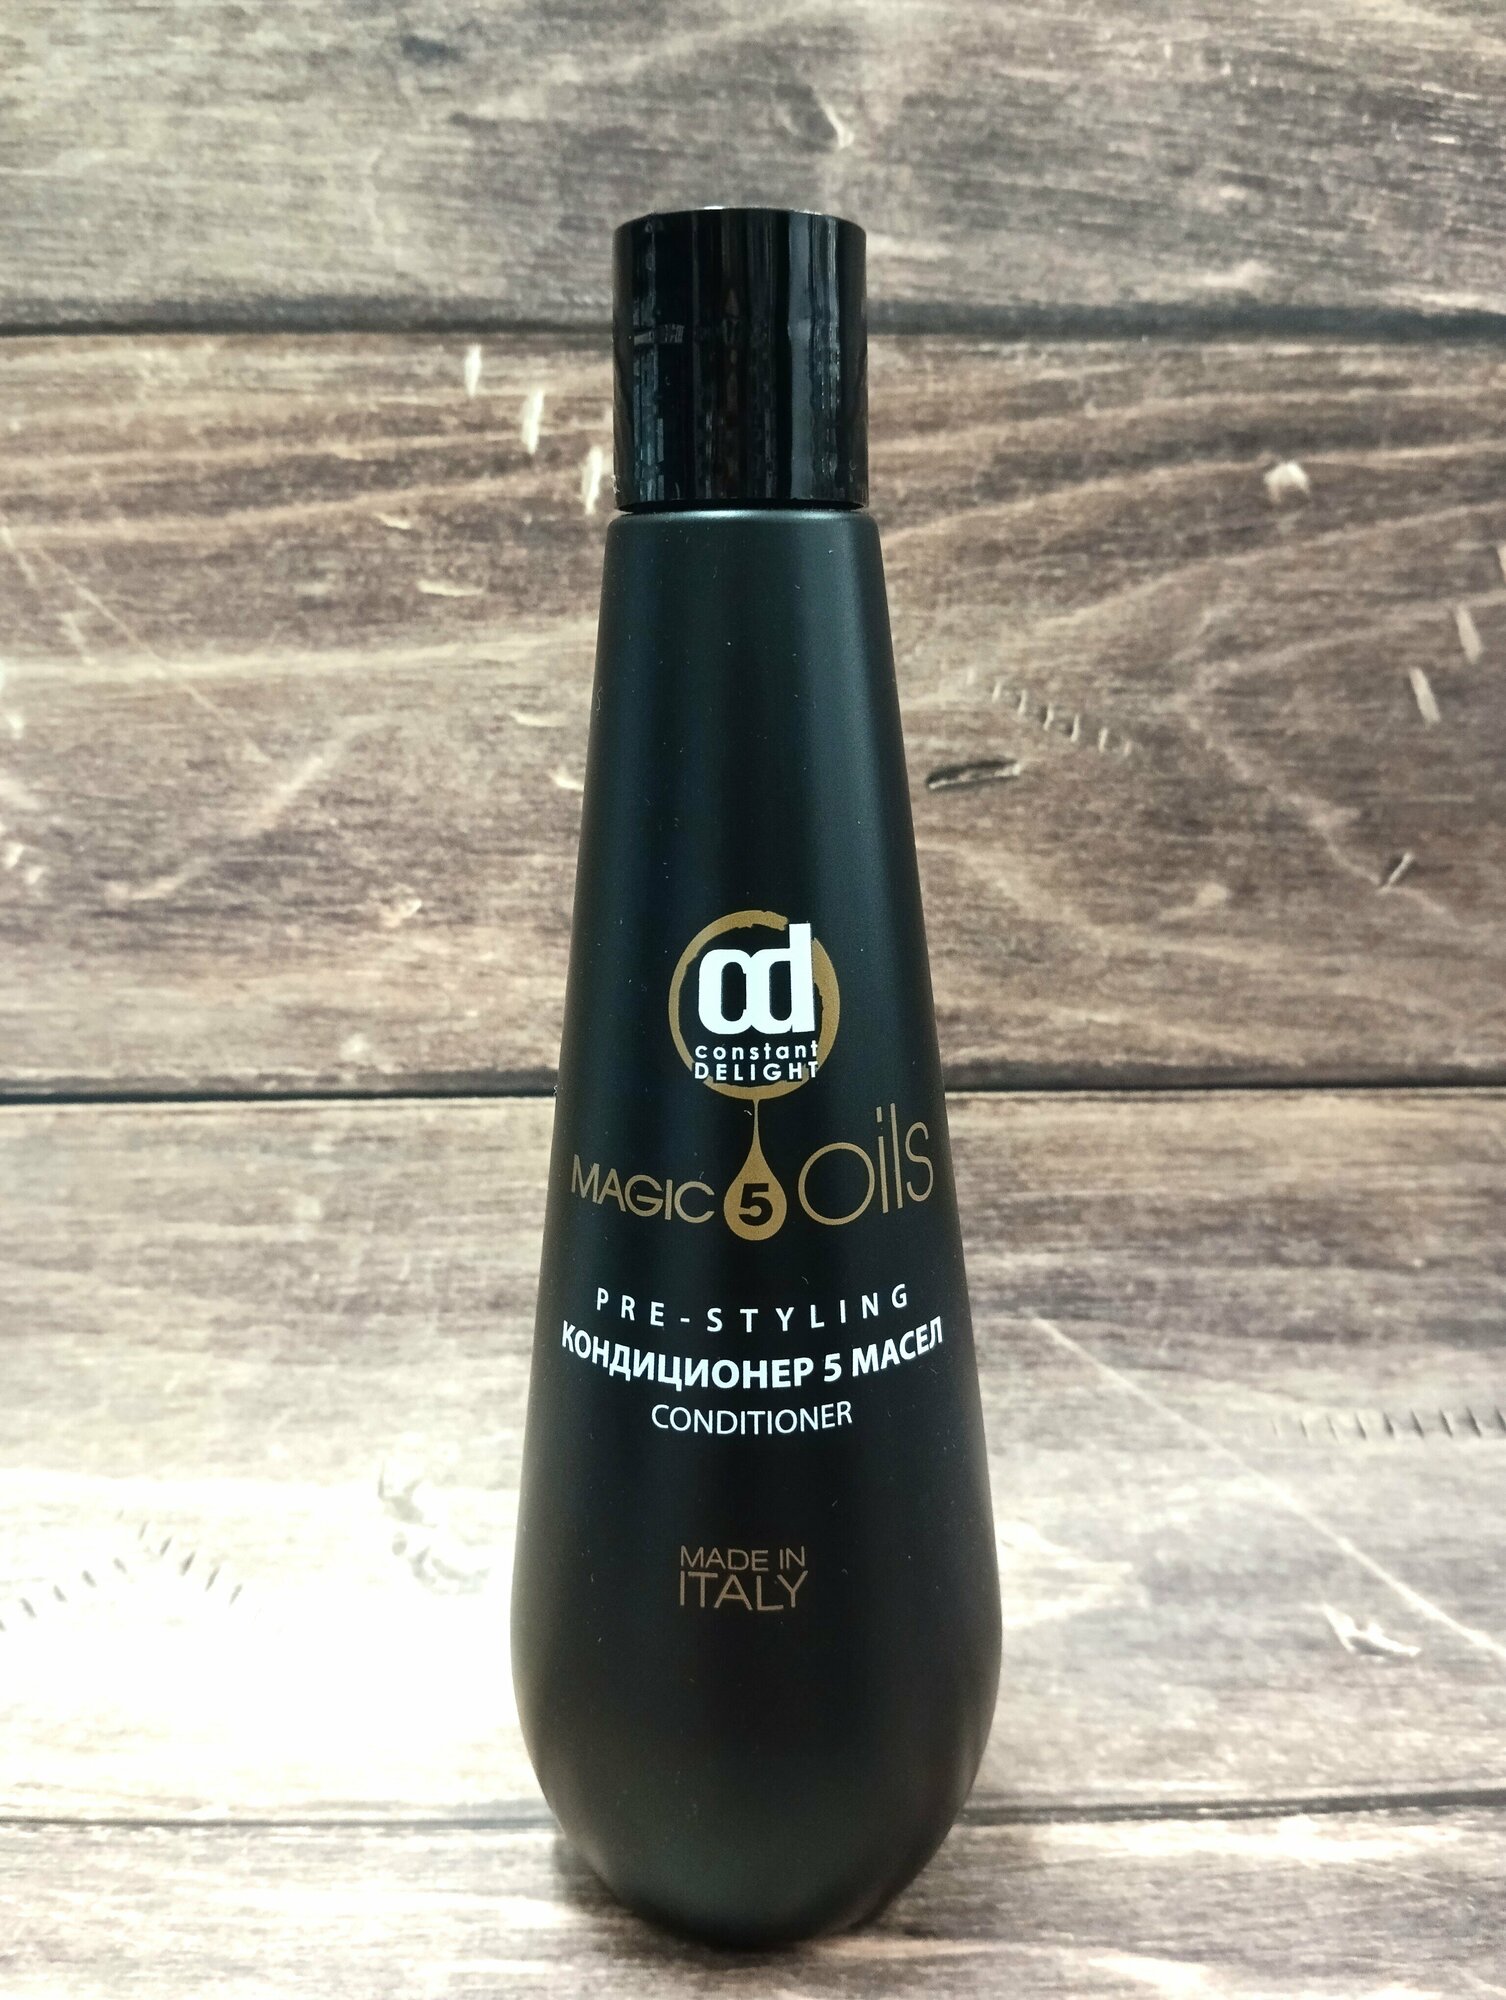 cd
constant
DELIGHT
MAGIC 5 Oils
PRE-STYLING
КОНДИЦИОНЕР 5 МАСЕЛ
CONDITIONER
MADE IN
ITALY